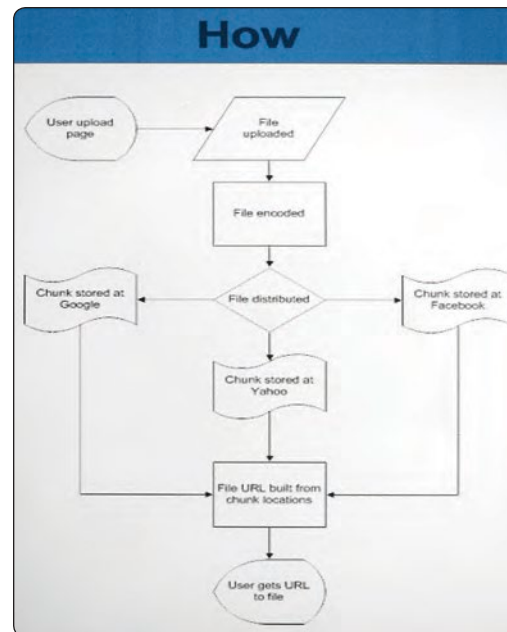 How
User upload
page
File
uploaded
File encoded
Chunk stored at
Google
File distributed
Chunk stored at
Facebook
Chunk stored at
Yahoo
File URL built from
chunk locations
User gets URL
to file